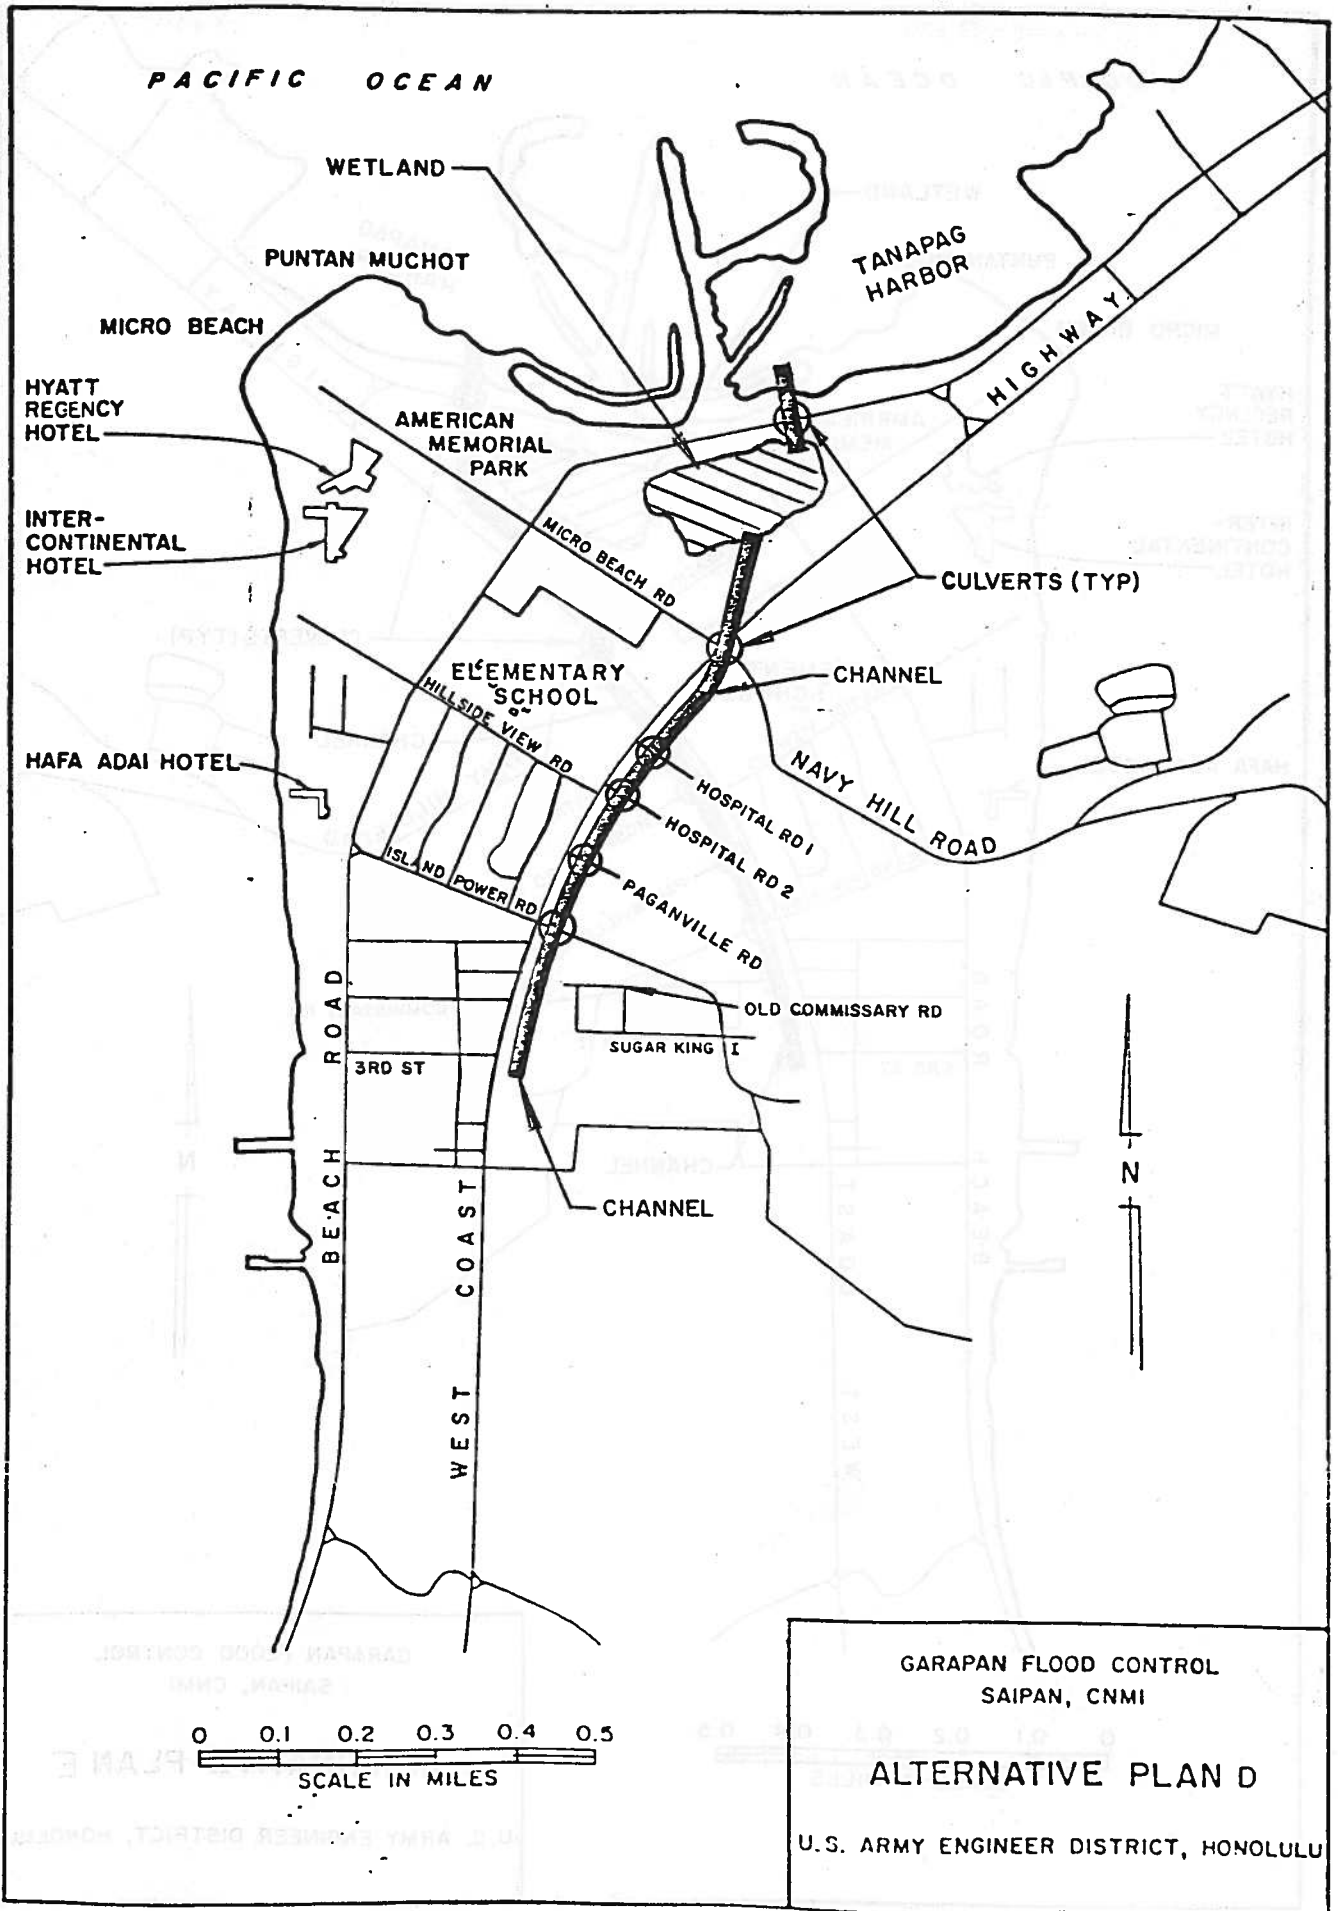 PACIFIC OCEAN
WETLAND
PUNTAN MUCHOT
TANAPAG
HARBOR
MICRO BEACH
HIGHWAY
HYATT
REGENCY
HOTEL
AMERICAN
MEMORIAL
PARK
INTER-
CONTINENTAL
HOTEL
MICRO BEACH RD
CULVERTS (TYP)
ELEMENTARY
SCHOOL
CHANNEL
HILLSIDE VIEW RD
HAFA ADAI HOTEL
NAVY HILL ROAD
HOSPITAL RD 1
HOSPITAL RD 2
ISLAND POWER RD
PAGANVILLE RD
OLD COMMISSARY RD
SUGAR KING I
3RD ST
BEACH ROAD
N
CHANNEL
WEST COAST
0 0.1 0.2 0.3 0.4 0.5
SCALE IN MILES
GARAPAN FLOOD CONTROL
SAIPAN, CNMI
ALTERNATIVE PLAN D
U.S. ARMY ENGINEER DISTRICT, HONOLULU